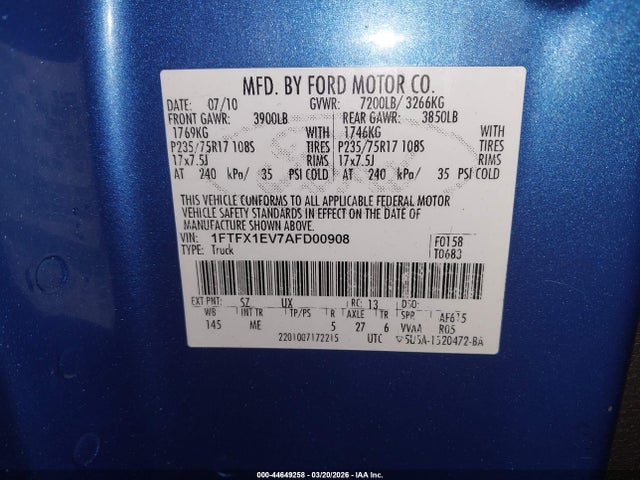 MFD. BY FORD MOTOR CO.
DATE: 07/10 GVWR: 7200LB/ 3266KG
FRONT GAWR: 3900LB REAR GAWR: 3850LB
1769KG WITH 1746KG WITH
P235/75R17 108S TIRES P235/75R17 108S TIRES
17x7.5J RIMS 17x7.5J RIMS
AT 240 kPa/ 35 PSI COLD AT 240 kPa/ 35 PSI COLD
THIS VEHICLE CONFORMS TO ALL APPLICABLE FEDERAL MOTOR
VEHICLE SAFETY STANDARDS IN EFFECT ON THE DATE OF
MANUFACTURE SHOWN ABOVE.
VIN: 1FTFX1EV7AFD00908 F0158
TYPE: Truck T0683
EXT PNT: SZ UX RC: 13 DSO:
WB INT TR TP/PS R AXLE TR SPR AF615
145 ME 5 27 6 VVAA R05
2201007172215 UTC ▽5U5A-1520472-BA
000-44649258 - 03/20/2026 - IAA Inc.